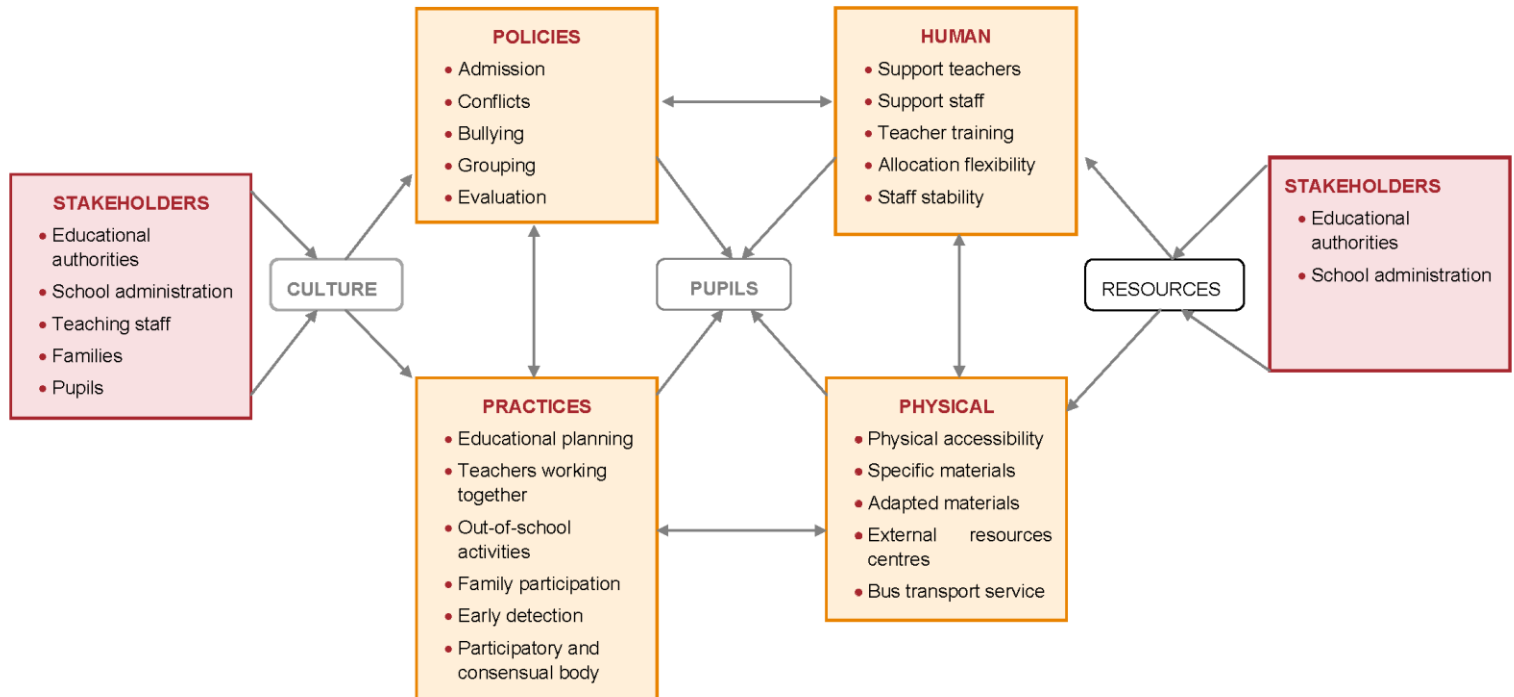 POLICIES
Admission
Conflicts
Bullying
Grouping
Evaluation
HUMAN
Support teachers
Support staff
Teacher training
Allocation flexibility
Staff stability
STAKEHOLDERS
Educational
authorities
School administration
Teaching staff
Families
Pupils
CULTURE
PUPILS
RESOURCES
STAKEHOLDERS
Educational
authorities
School administration
PRACTICES
Educational planning
Teachers working
together
Out-of-school
activities
Family participation
Early detection
Participatory and
consensual body
PHYSICAL
Physical accessibility
Specific materials
Adapted materials
External resources
centres
Bus transport service